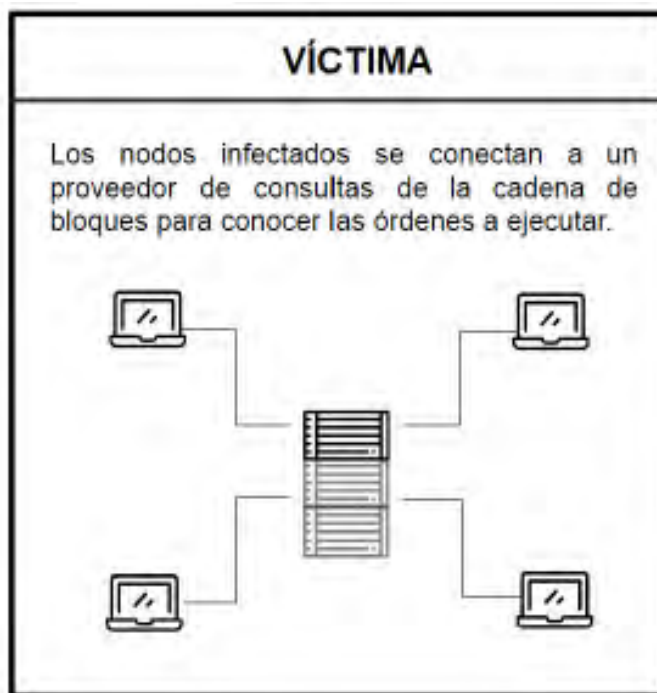 VÍCTIMA
Los nodos infectados se conectan a un
proveedor de consultas de la cadena de
bloques para conocer las órdenes a ejecutar.